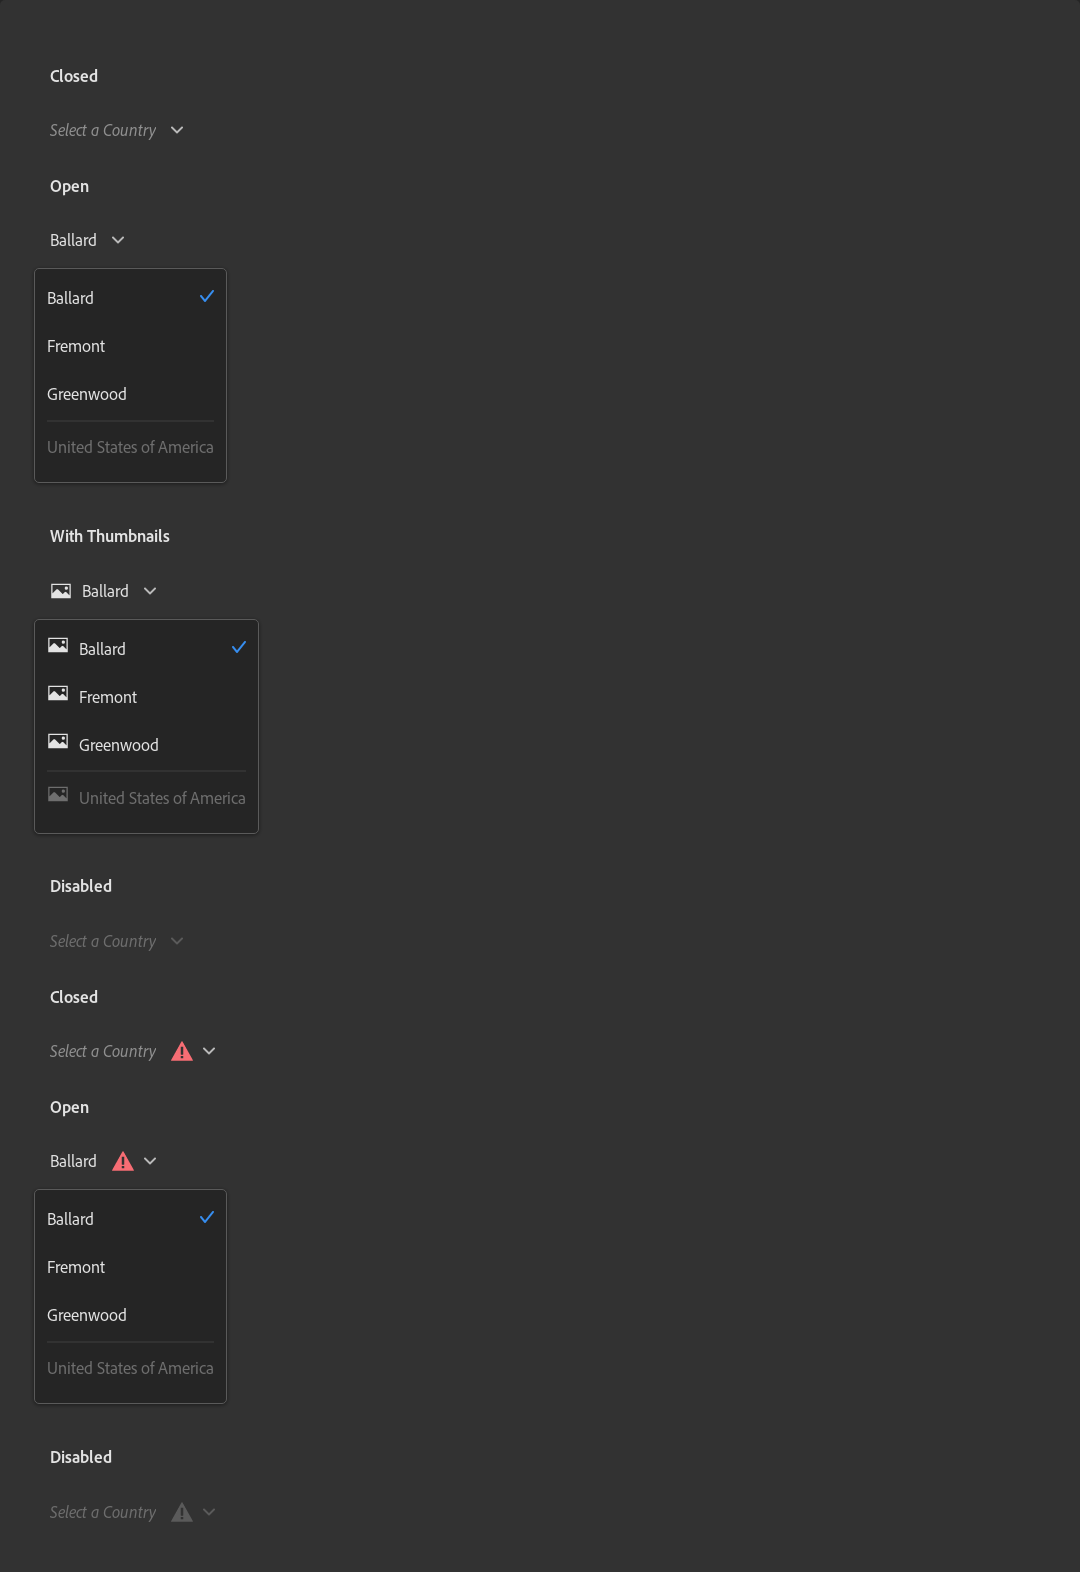 Closed
Select a Country
Open
Ballard
Ballard
Fremont
Greenwood
United States of America
With Thumbnails
Ballard
Ballard
Fremont
Greenwood
United States of America
Disabled
Select a Country
Closed
Select a Country
Open
Ballard
Ballard
Fremont
Greenwood
United States of America
Disabled
Select a Country